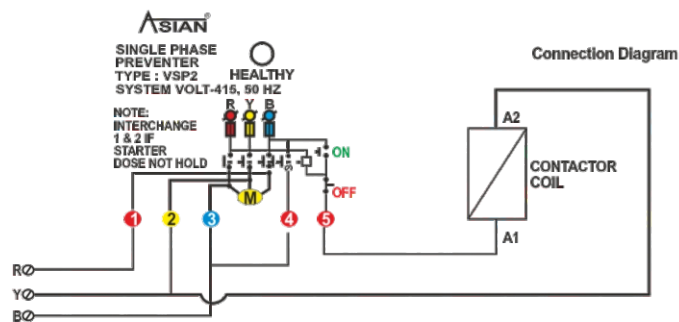 ASIAN®
Connection Diagram
SINGLE PHASE
PREVENTER
TYPE : VSP2
HEALTHY
SYSTEM VOLT-415, 50 HZ
R Y B
NOTE:
INTERCHANGE
1 & 2 IF
STARTER
DOSE NOT HOLD
ON
OFF
M
A2
CONTACTOR
COIL
A1
1 2 3 4 5
R
Y
B